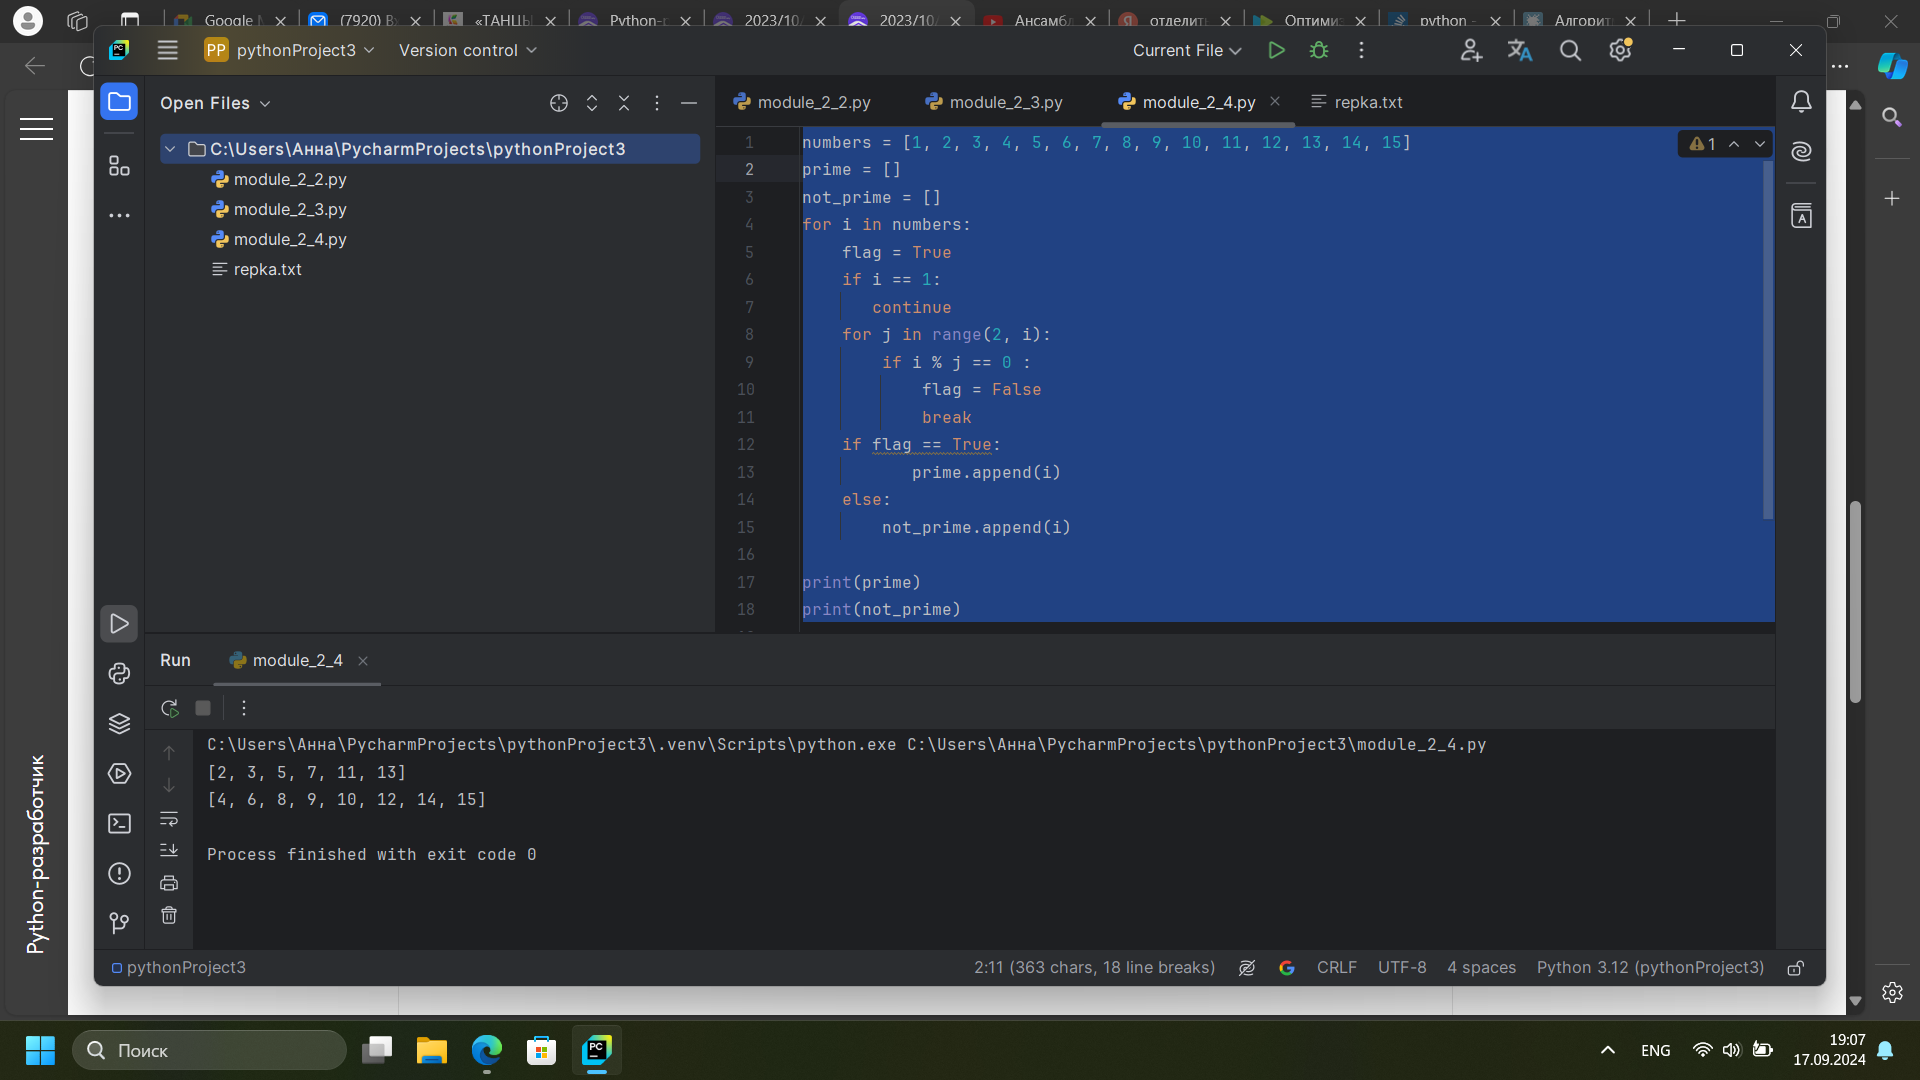 Google
(7920)
«ТАНЦЫ
Python-
2023/10/
2023/10/
Ансамбл
отделить
Оптими
python -
Алгорит
PP pythonProject3
Version control
Current File
Open Files
module_2_2.py
module_2_3.py
module_2_4.py
repka.txt
C:\Users\Анна\PycharmProjects\pythonProject3
module_2_2.py
module_2_3.py
module_2_4.py
repka.txt
1 numbers = [1, 2, 3, 4, 5, 6, 7, 8, 9, 10, 11, 12, 13, 14, 15]
1
2 prime = []
3 not_prime = []
4 for i in numbers:
5 flag = True
6 if i == 1:
7 continue
8 for j in range(2, i):
9 if i % j == 0 :
10 flag = False
11 break
12 if flag == True:
13 prime.append(i)
14 else:
15 not_prime.append(i)
16
17 print(prime)
18 print(not_prime)
Run
module_2_4
C:\Users\Анна\PycharmProjects\pythonProject3\.venv\Scripts\python.exe C:\Users\Анна\PycharmProjects\pythonProject3\module_2_4.py
[2, 3, 5, 7, 11, 13]
[4, 6, 8, 9, 10, 12, 14, 15]
Process finished with exit code 0
Python-разработчик
pythonProject3
2:11 (363 chars, 18 line breaks)
CRLF
UTF-8
4 spaces
Python 3.12 (pythonProject3)
Поиск
ENG
19:07
17.09.2024